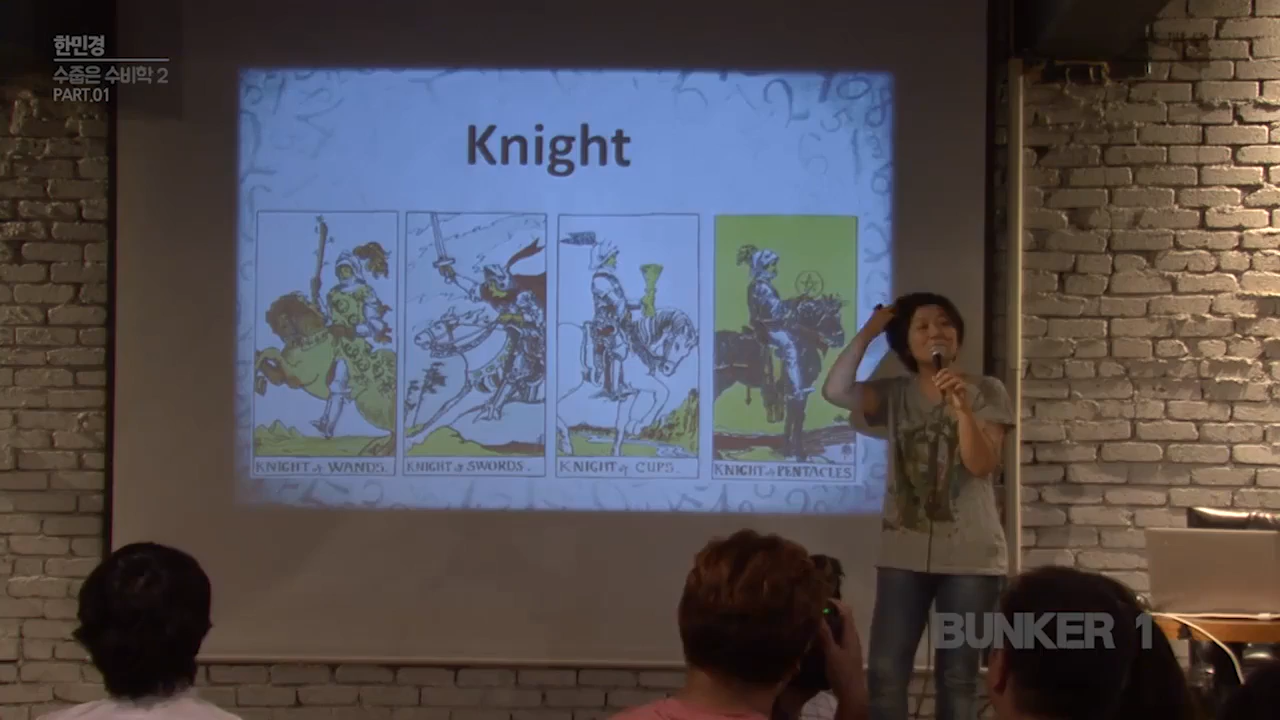 한민경
수줍은 수비학 2
PART.01
Knight
KNIGHT of WANDS.
KNIGHT of SWORDS.
KNIGHT of CUPS.
KNIGHT of PENTACLES
BUNKER 1